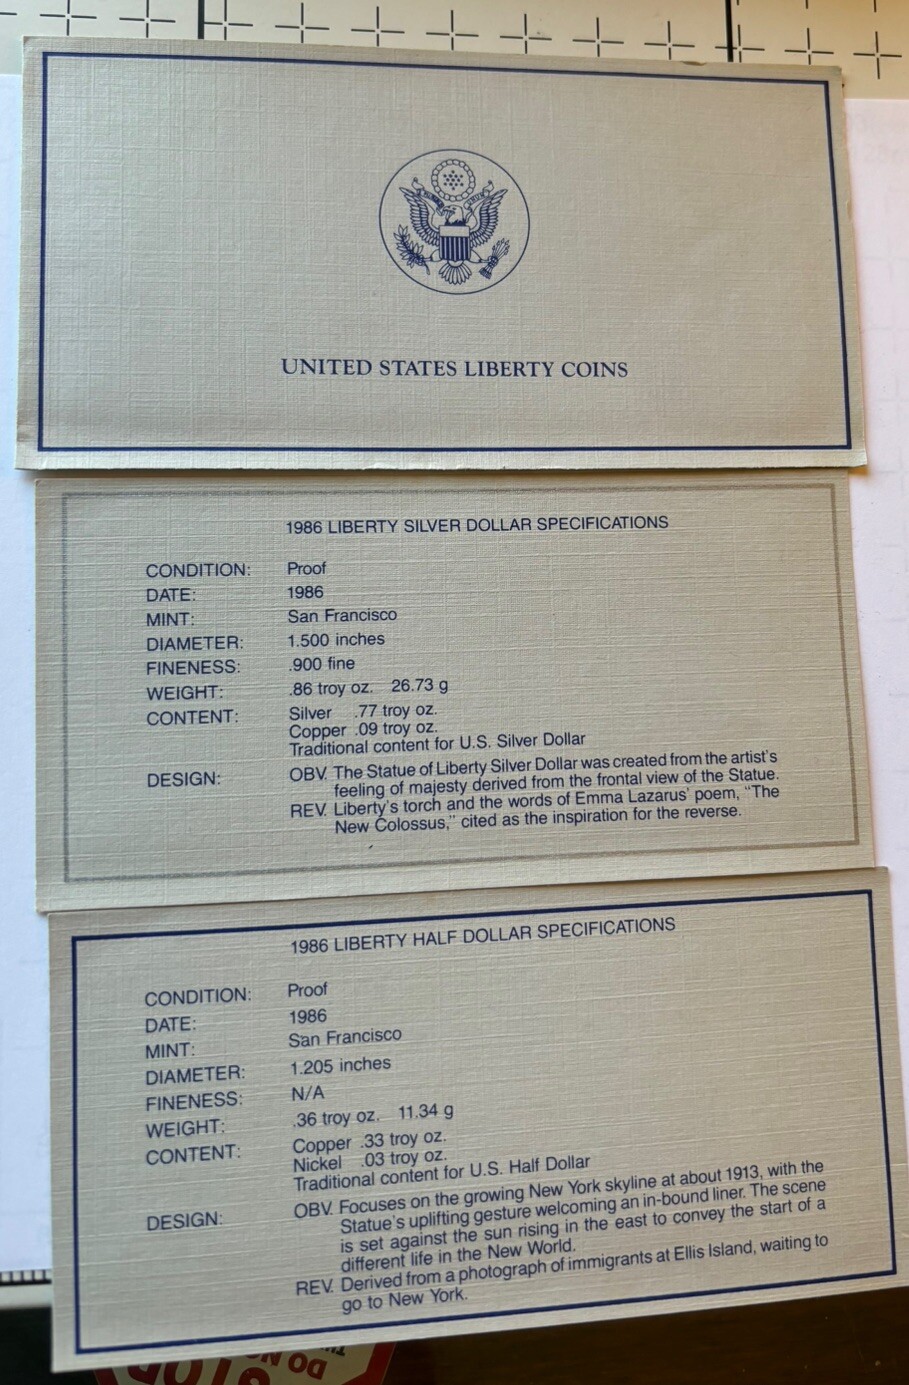 UNITED STATES LIBERTY COINS
1986 LIBERTY SILVER DOLLAR SPECIFICATIONS
CONDITION: Proof
DATE: 1986
MINT: San Francisco
DIAMETER: 1.500 inches
FINENESS: .900 fine
WEIGHT: .86 troy oz. 26.73 g
CONTENT: Silver .77 troy oz.
Copper .09 troy oz.
Traditional content for U.S. Silver Dollar
DESIGN: OBV. The Statue of Liberty Silver Dollar was created from the artist's
feeling of majesty derived from the frontal view of the Statue.
REV. Liberty's torch and the words of Emma Lazarus' poem, "The
New Colossus," cited as the inspiration for the reverse.
1986 LIBERTY HALF DOLLAR SPECIFICATIONS
CONDITION: Proof
DATE: 1986
MINT: San Francisco
DIAMETER: 1.205 inches
FINENESS: N/A
WEIGHT: .36 troy oz. 11.34 g
CONTENT: Copper .33 troy oz.
Nickel .03 troy oz.
Traditional content for U.S. Half Dollar
DESIGN: OBV. Focuses on the growing New York skyline at about 1913, with the
Statue's uplifting gesture welcoming an in-bound liner. The scene
is set against the sun rising in the east to convey the start of a
different life in the New World.
REV. Derived from a photograph of immigrants at Ellis Island, waiting to
go to New York.
DO NO
STOP